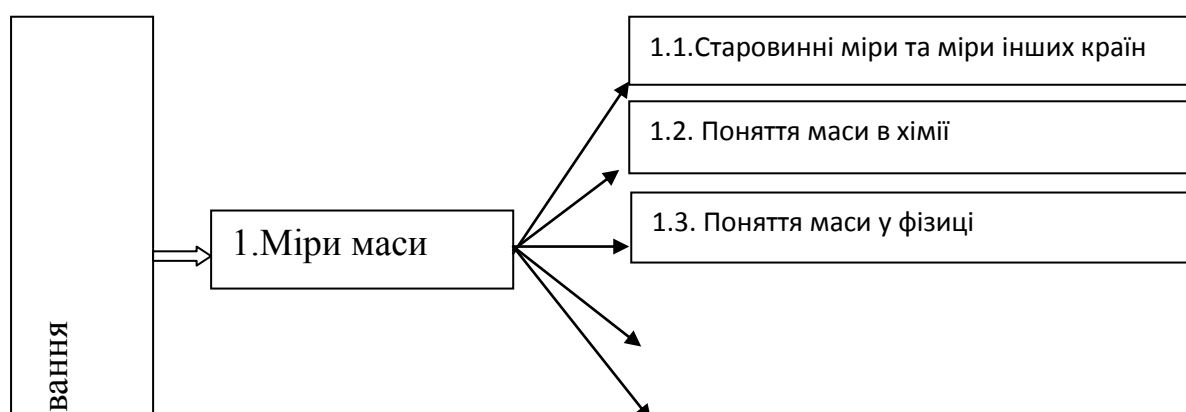 1.1.Старовинні міри та міри інших країн
1.2. Поняття маси в хімії
1.3. Поняття маси у фізиці
1.Міри маси
вання